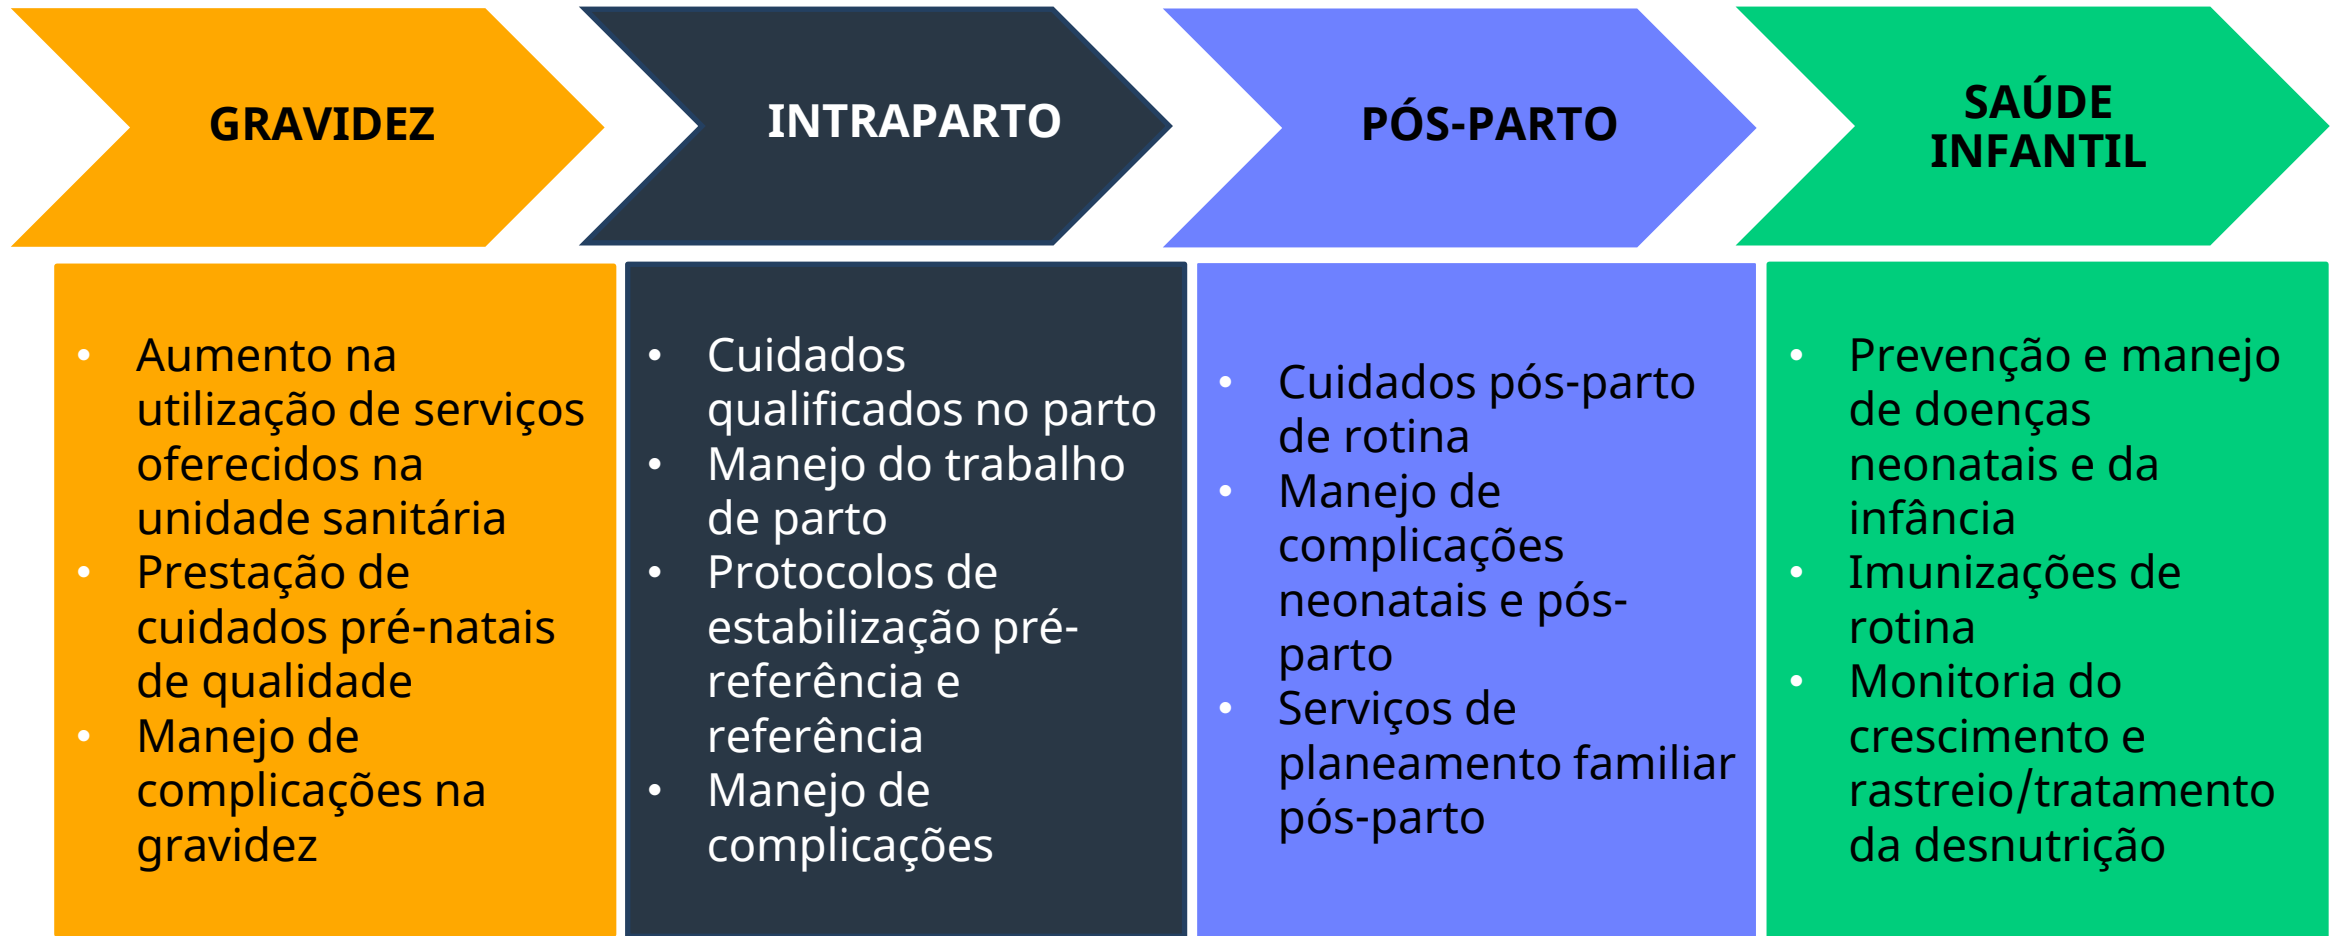 GRAVIDEZ
INTRAPARTO
PÓS-PARTO
SAÚDE
INFANTIL
• Aumento na
utilização de serviços
oferecidos na
unidade sanitária
• Prestação de
cuidados pré-natais
de qualidade
• Manejo de
complicações na
gravidez
• Cuidados
qualificados no parto
• Manejo do trabalho
de parto
• Protocolos de
estabilização pré-
referência e
referência
• Manejo de
complicações
• Cuidados pós-parto
de rotina
• Manejo de
complicações
neonatais e pós-
parto
• Serviços de
planeamento familiar
pós-parto
• Prevenção e manejo
de doenças
neonatais e da
infância
• Imunizações de
rotina
• Monitoria do
crescimento e
rastreio/tratamento
da desnutrição